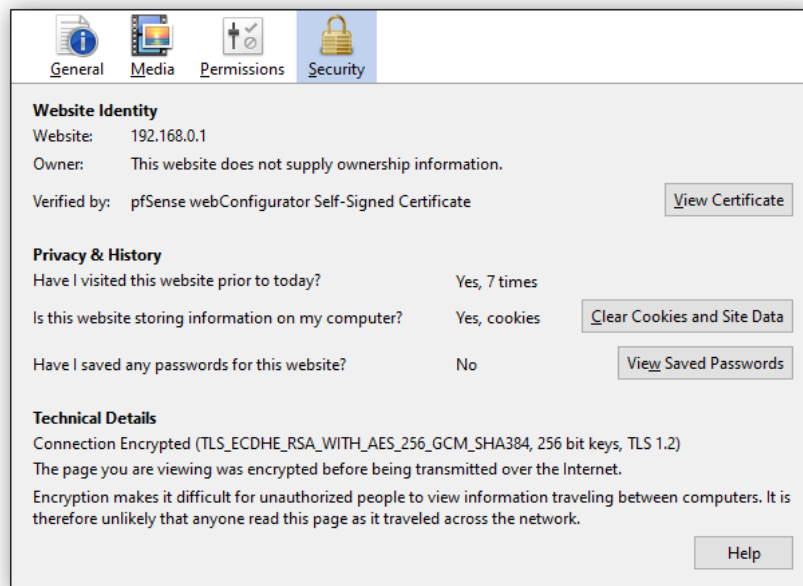 General Media Permissions Security
Website Identity
Website: 192.168.0.1
Owner: This website does not supply ownership information.
Verified by: pfSense webConfigurator Self-Signed Certificate View Certificate
Privacy & History
Have I visited this website prior to today? Yes, 7 times
Is this website storing information on my computer? Yes, cookies Clear Cookies and Site Data
Have I saved any passwords for this website? No View Saved Passwords
Technical Details
Connection Encrypted (TLS_ECDHE_RSA_WITH_AES_256_GCM_SHA384, 256 bit keys, TLS 1.2)
The page you are viewing was encrypted before being transmitted over the Internet.
Encryption makes it difficult for unauthorized people to view information traveling between computers. It is
therefore unlikely that anyone read this page as it traveled across the network.
Help